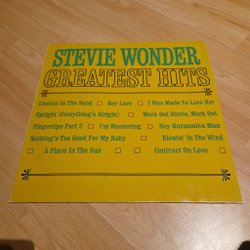 STEVIE WONDER
GREATEST HITS
Castles In The Sand □ Hey Love □ I Was Made To Love Her
Uptight (Everything's Alright) □ Work Out Stevie, Work Out
Fingertips Part 2 □ I'm Wondering □ Hey Harmonica Man
Nothing's Too Good For My Baby □ Blowin' In The Wind
□ A Place In The Sun □ □ Contract On Love □